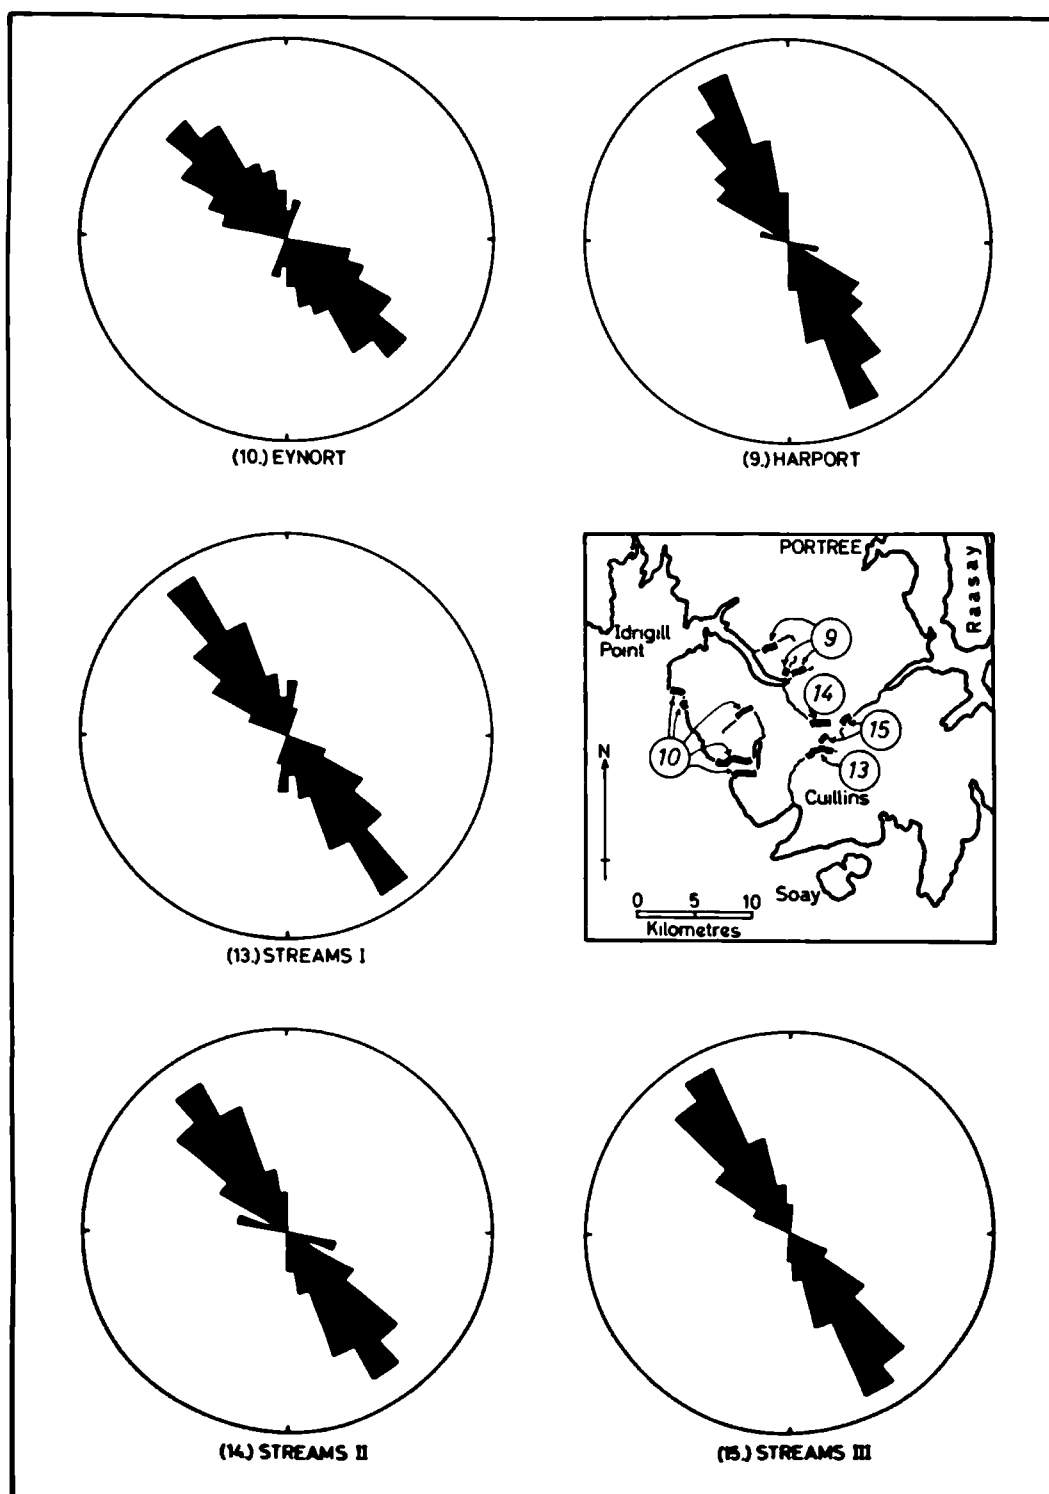 (10.) EYNORT
(9.) HARPORT
(13.) STREAMS I
PORTREE
Raasay
Idrigill
Point
9
14
15
10
13
N
Cuillins
Soay
0 5 10
Kilometres
(14.) STREAMS II
(15.) STREAMS III